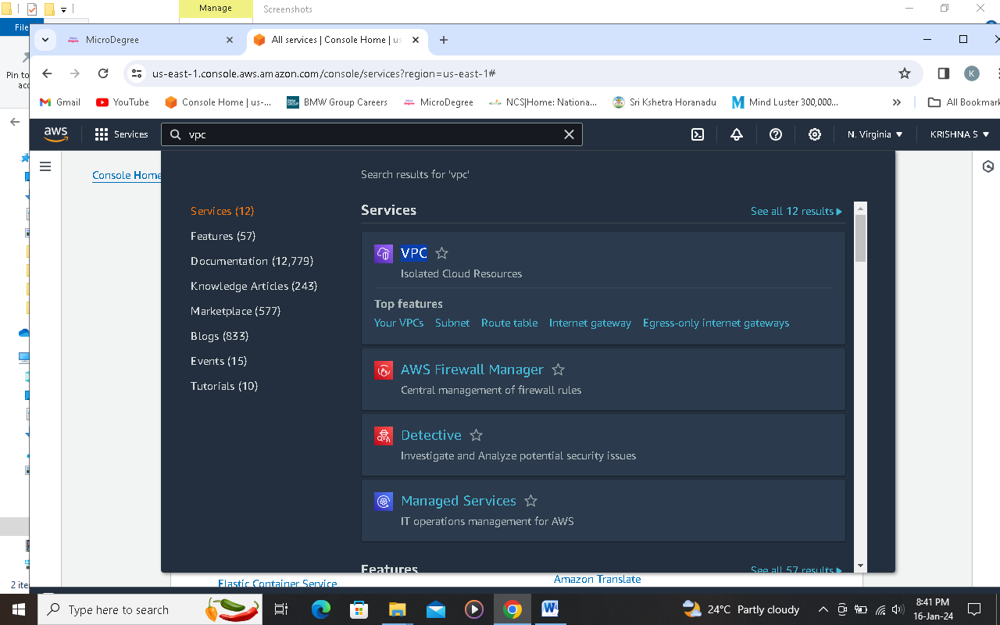 Manage
Screenshots
File
Pin to
MicroDegree
All services | Console Home | us
us-east-1.console.aws.amazon.com/console/services?region=us-east-1#
K
Gmail
YouTube
Console Home | us-...
BMW Group Careers
MicroDegree
NCS|Home: Nationa...
Sri Kshetra Horanadu
Mind Luster 300,000...
All Bookmar
aws
Services
vpc
N. Virginia
KRISHNA S
Console Home
Search results for 'vpc'
Services (12)
Features (57)
Documentation (12,779)
Knowledge Articles (243)
Marketplace (577)
Blogs (833)
Events (15)
Tutorials (10)
Services
See all 12 results
VPC
Isolated Cloud Resources
Top features
Your VPCs Subnet Route table Internet gateway Egress-only internet gateways
AWS Firewall Manager
Central management of firewall rules
Detective
Investigate and Analyze potential security issues
Managed Services
IT operations management for AWS
Features
See all 57 results
Elastic Container Service
Amazon Translate
2 ite
Type here to search
24°C Partly cloudy
8:41 PM
16-Jan-24